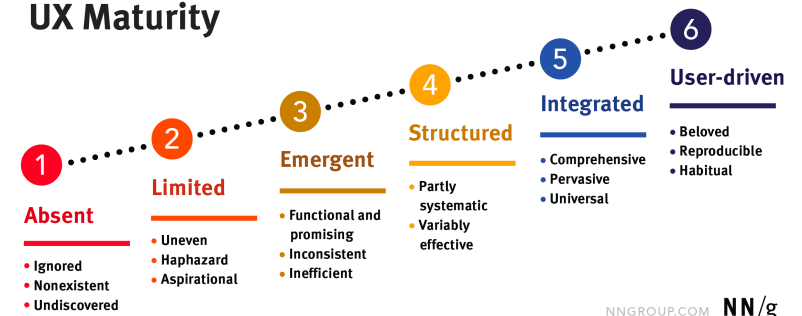 UX Maturity
1
Absent
• Ignored
• Nonexistent
• Undiscovered
2
Limited
• Uneven
• Haphazard
• Aspirational
3
Emergent
• Functional and
promising
• Inconsistent
• Inefficient
4
Structured
• Partly
systematic
• Variably
effective
5
Integrated
• Comprehensive
• Pervasive
• Universal
6
User-driven
• Beloved
• Reproducible
• Habitual
NNGROUP.COM NN/g